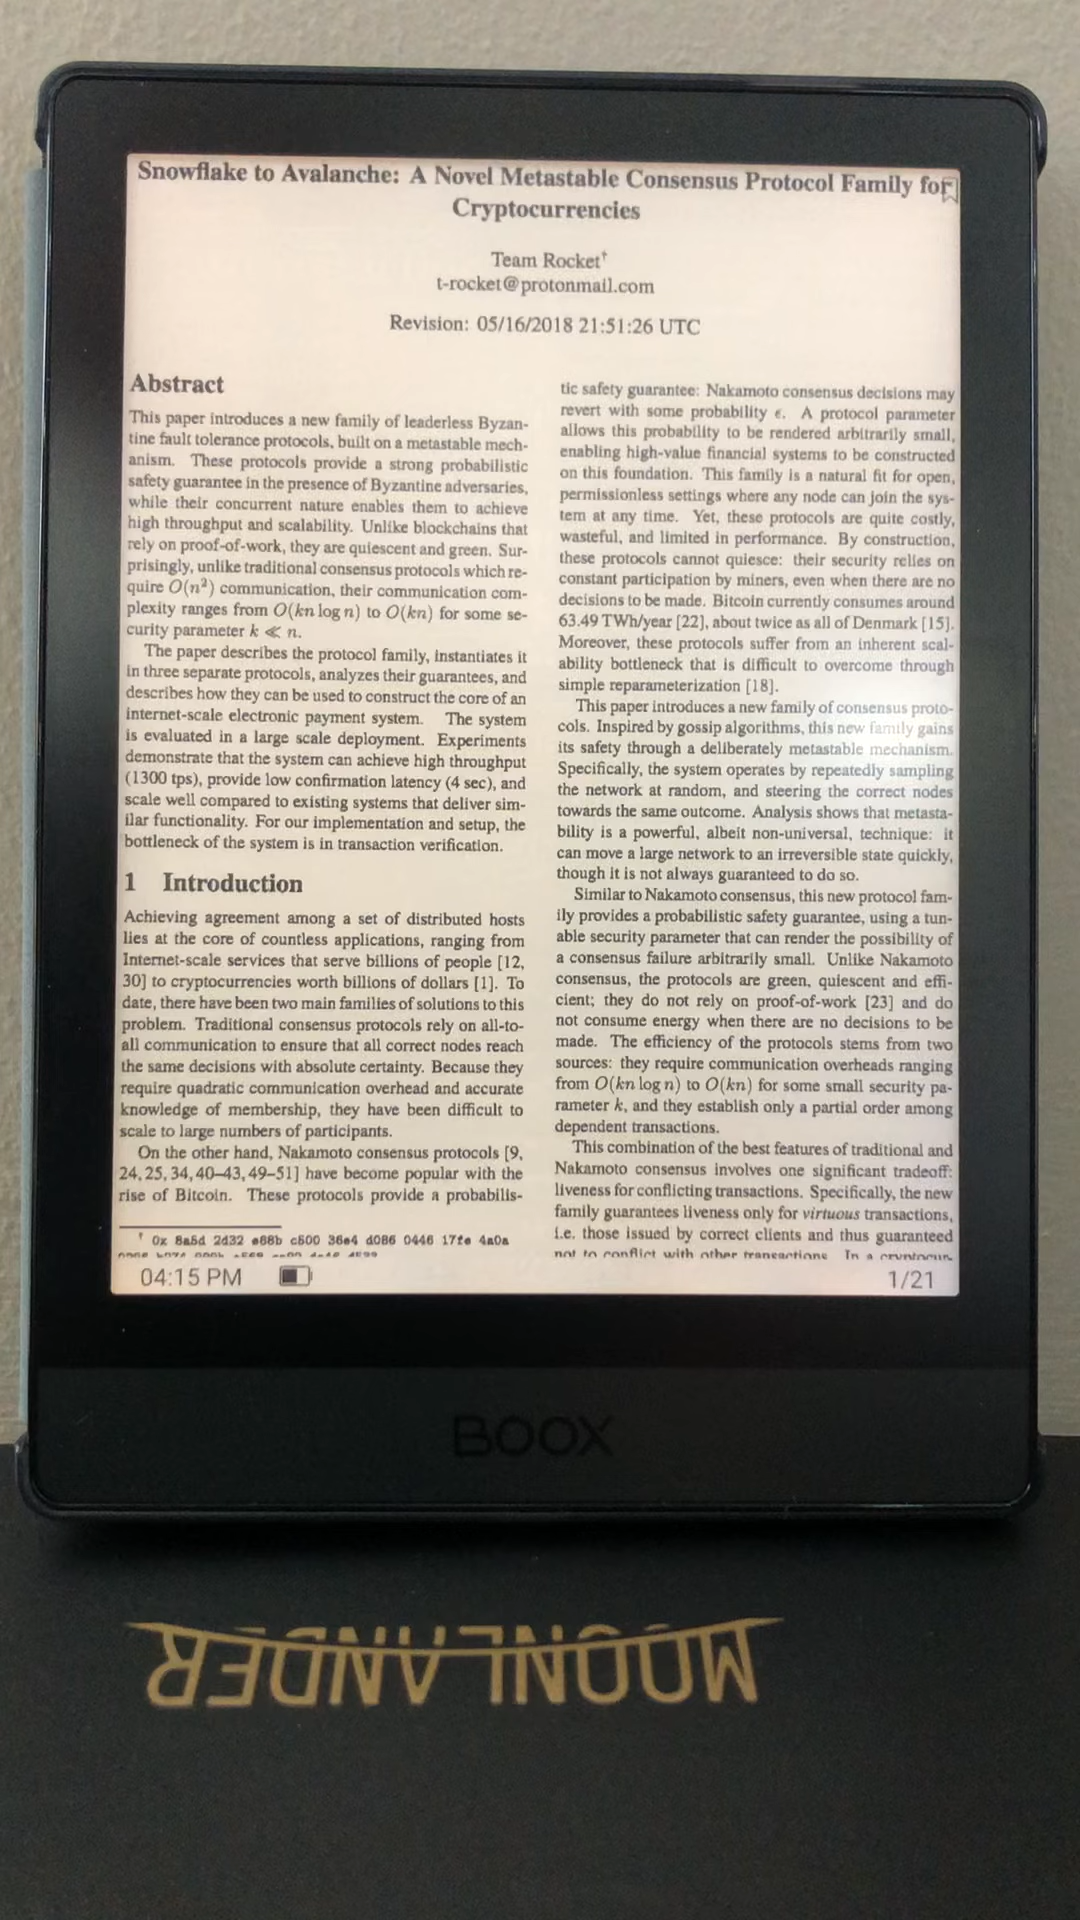 Snowflake to Avalanche: A Novel Metastable Consensus Protocol Family for
Cryptocurrencies
Team Rocket†
t-rocket@protonmail.com
Revision: 05/16/2018 21:51:26 UTC
Abstract
This paper introduces a new family of leaderless Byzan-
tine fault tolerance protocols, built on a metastable mech-
anism. These protocols provide a strong probabilistic
safety guarantee in the presence of Byzantine adversaries,
while their concurrent nature enables them to achieve
high throughput and scalability. Unlike blockchains that
rely on proof-of-work, they are quiescent and green. Sur-
prisingly, unlike traditional consensus protocols which re-
quire O(n²) communication, their communication com-
plexity ranges from O(kn log n) to O(kn) for some se-
curity parameter k ≪ n.
The paper describes the protocol family, instantiates it
in three separate protocols, analyzes their guarantees, and
describes how they can be used to construct the core of an
internet-scale electronic payment system. The system
is evaluated in a large scale deployment. Experiments
demonstrate that the system can achieve high throughput
(1300 tps), provide low confirmation latency (4 sec), and
scale well compared to existing systems that deliver sim-
ilar functionality. For our implementation and setup, the
bottleneck of the system is in transaction verification.
1 Introduction
Achieving agreement among a set of distributed hosts
lies at the core of countless applications, ranging from
Internet-scale services that serve billions of people [12,
30] to cryptocurrencies worth billions of dollars [1]. To
date, there have been two main families of solutions to this
problem. Traditional consensus protocols rely on all-to-
all communication to ensure that all correct nodes reach
the same decisions with absolute certainty. Because they
require quadratic communication overhead and accurate
knowledge of membership, they have been difficult to
scale to large numbers of participants.
On the other hand, Nakamoto consensus protocols [9,
24, 25, 34, 40–43, 49–51] have become popular with the
rise of Bitcoin. These protocols provide a probabilis-
† 0x 8a5d 2d32 e68b c500 36e4 d086 0446 17fe 4a0a
tic safety guarantee: Nakamoto consensus decisions may
revert with some probability ϵ. A protocol parameter
allows this probability to be rendered arbitrarily small,
enabling high-value financial systems to be constructed
on this foundation. This family is a natural fit for open,
permissionless settings where any node can join the sys-
tem at any time. Yet, these protocols are quite costly,
wasteful, and limited in performance. By construction,
these protocols cannot quiesce: their security relies on
constant participation by miners, even when there are no
decisions to be made. Bitcoin currently consumes around
63.49 TWh/year [22], about twice as all of Denmark [15].
Moreover, these protocols suffer from an inherent scal-
ability bottleneck that is difficult to overcome through
simple reparameterization [18].
This paper introduces a new family of consensus proto-
cols. Inspired by gossip algorithms, this new family gains
its safety through a deliberately metastable mechanism.
Specifically, the system operates by repeatedly sampling
the network at random, and steering the correct nodes
towards the same outcome. Analysis shows that metasta-
bility is a powerful, albeit non-universal, technique: it
can move a large network to an irreversible state quickly,
though it is not always guaranteed to do so.
Similar to Nakamoto consensus, this new protocol fam-
ily provides a probabilistic safety guarantee, using a tun-
able security parameter that can render the possibility of
a consensus failure arbitrarily small. Unlike Nakamoto
consensus, the protocols are green, quiescent and effi-
cient; they do not rely on proof-of-work [23] and do
not consume energy when there are no decisions to be
made. The efficiency of the protocols stems from two
sources: they require communication overheads ranging
from O(kn log n) to O(kn) for some small security pa-
rameter k, and they establish only a partial order among
dependent transactions.
This combination of the best features of traditional and
Nakamoto consensus involves one significant tradeoff:
liveness for conflicting transactions. Specifically, the new
family guarantees liveness only for virtuous transactions,
i.e. those issued by correct clients and thus guaranteed
not to conflict with other transactions. In a cryptocur-
04:15 PM
1/21
BOOX
MOONLANDER